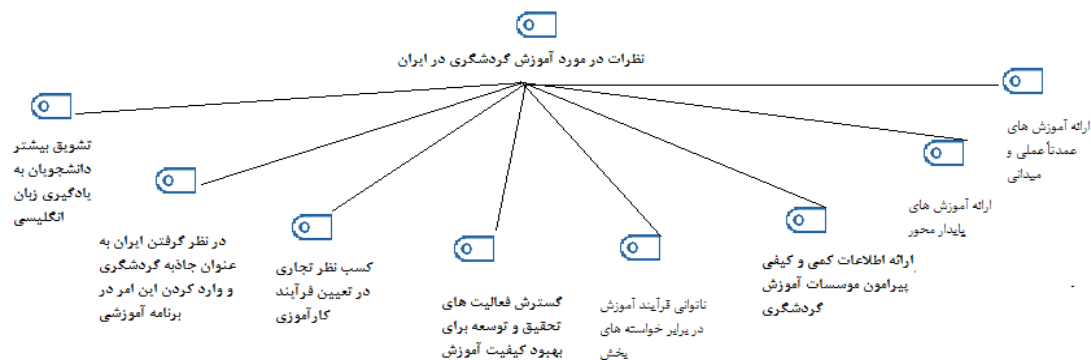 نظرات در مورد آموزش گردشگری در ایران
ارائه آموزش های
عمدتاً عملی و
میدانی
ارائه آموزش های
پایدار محور
ارائه اطلاعات کمی و کیفی
پیرامون موسسات آموزش
گردشگری
ناتوانی فرآیند آموزش
در برابر خواسته های
بخش
گسترش فعالیت های
تحقیق و توسعه برای
بهبود کیفیت آموزش
کسب نظر تجاری
در تعیین فرآیند
کارآموزی
در نظر گرفتن ایران به
عنوان جاذبه گردشگری
و وارد کردن این امر در
برنامه آموزشی
تشویق بیشتر
دانشجویان به
یادگیری زبان
انگلیسی